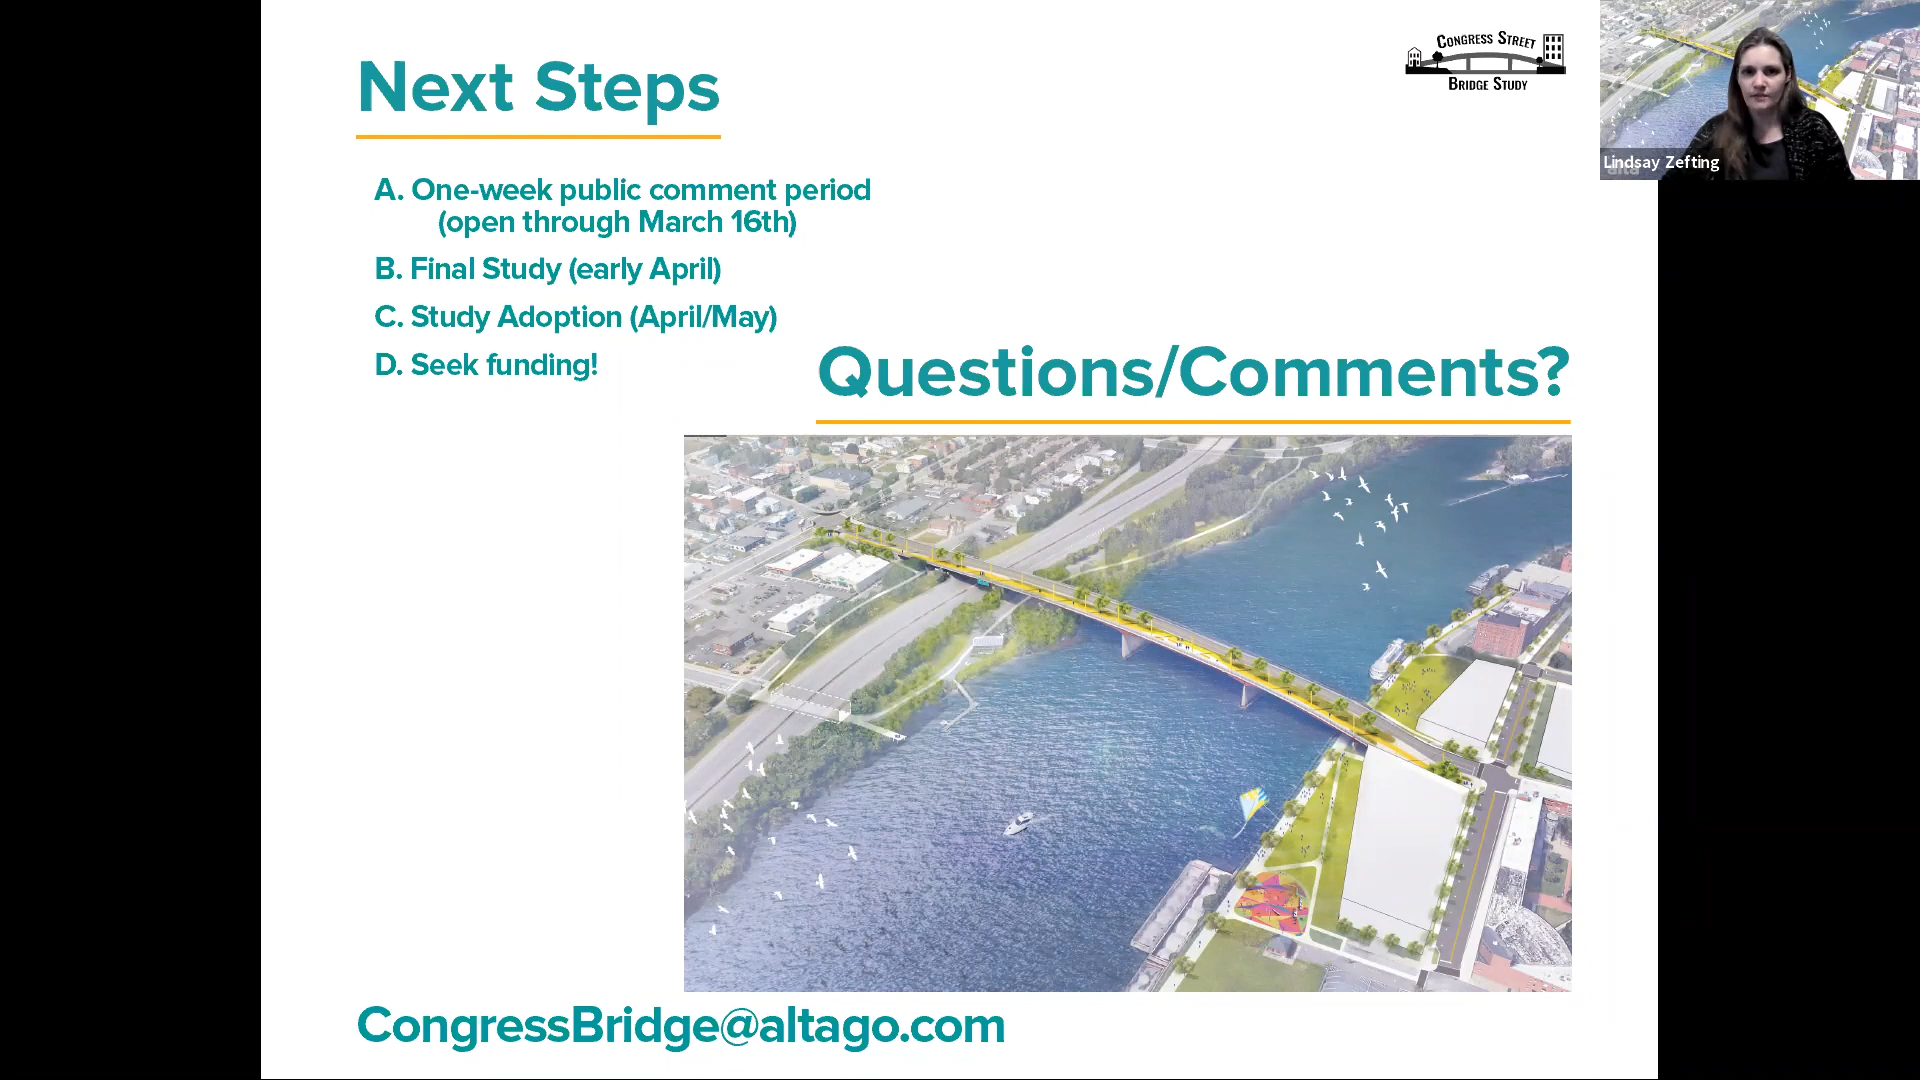 Next Steps
CONGRESS STREET
BRIDGE STUDY
Lindsay Zefting
alta
A. One-week public comment period
(open through March 16th)
B. Final Study (early April)
C. Study Adoption (April/May)
D. Seek funding!
Questions/Comments?
CongressBridge@altago.com